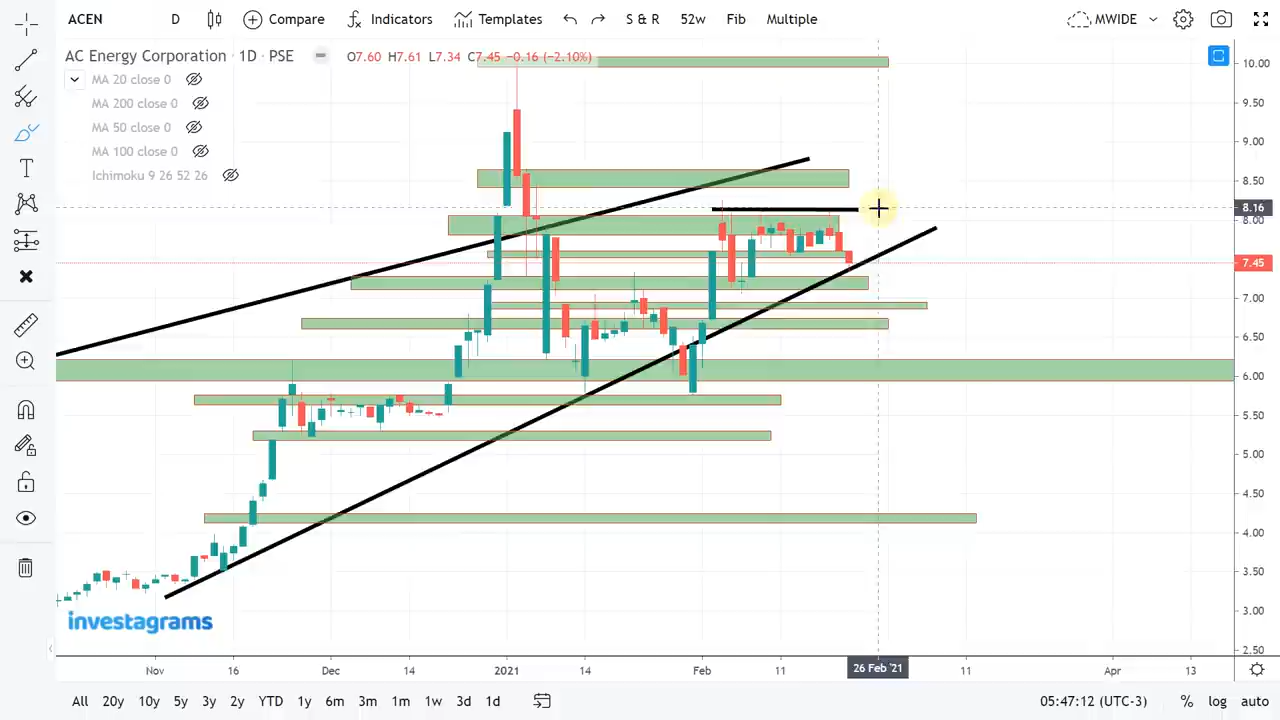 ACEN D Compare Indicators Templates S & R 52w Fib Multiple MWIDE
AC Energy Corporation · 1D · PSE O7.60 H7.61 L7.34 C7.45 −0.16 (−2.10%)
MA 20 close 0
MA 200 close 0
MA 50 close 0
MA 100 close 0
Ichimoku 9 26 52 26
10.00
9.50
9.00
8.50
8.16
8.00
7.45
7.00
6.50
6.00
5.50
5.00
4.50
4.00
3.50
3.00
2.50
investagrams
Nov 16 Dec 14 2021 14 Feb 11 26 Feb '21 11 Apr 13
All 20y 10y 5y 3y 2y YTD 1y 6m 3m 1m 1w 3d 1d 05:47:12 (UTC-3) % log auto